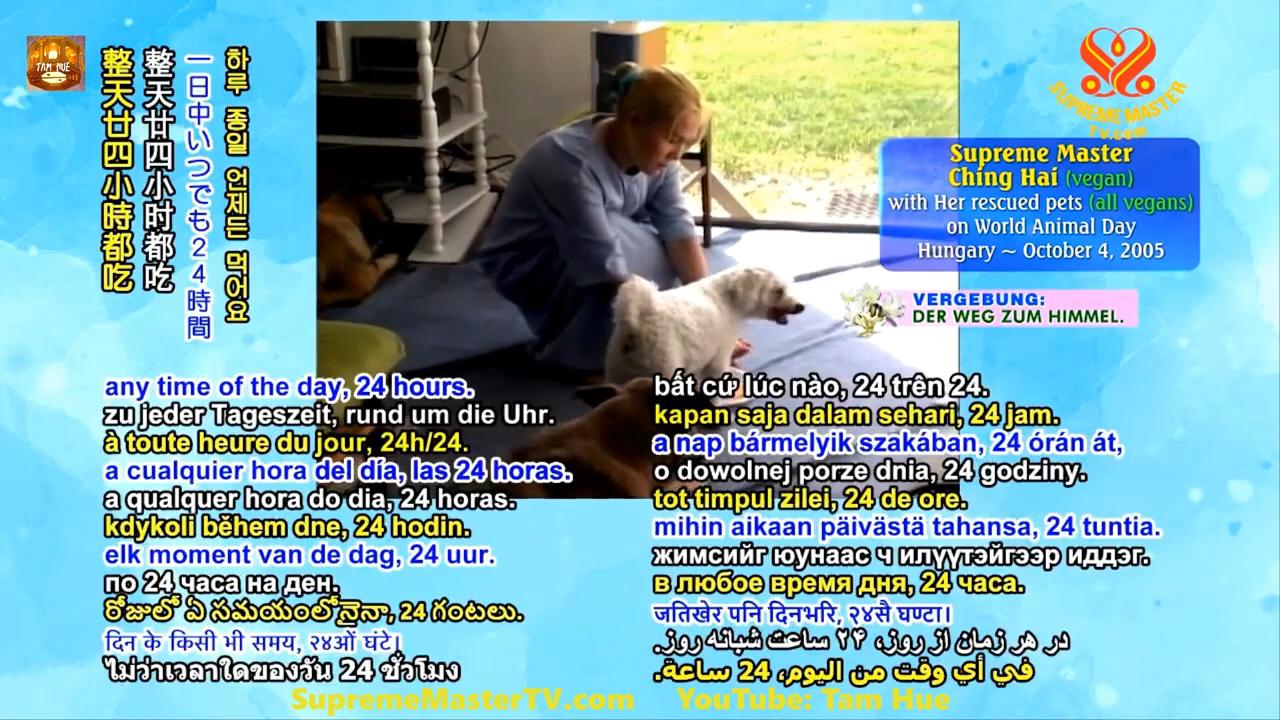 TAM HUE
整天廿四小時都吃
整天廿四小时都吃
一日中いつでも24時間
하루 종일 언제든 먹어요
SUPREME MASTER
TV.com
Supreme Master
Ching Hai (vegan)
with Her rescued pets (all vegans)
on World Animal Day
Hungary ~ October 4, 2005
VERGEBUNG:
DER WEG ZUM HIMMEL.
any time of the day, 24 hours.
zu jeder Tageszeit, rund um die Uhr.
à toute heure du jour, 24h/24.
a cualquier hora del día, las 24 horas.
a qualquer hora do dia, 24 horas.
kdykoli během dne, 24 hodin.
elk moment van de dag, 24 uur.
по 24 часа на ден.
రోజులో ఏ సమయంలోనైనా, 24 గంటలు.
दिन के किसी भी समय, २४ओं घंटे।
ไม่ว่าเวลาใดของวัน 24 ชั่วโมง
bất cứ lúc nào, 24 trên 24.
kapan saja dalam sehari, 24 jam.
a nap bármelyik szakában, 24 órán át,
o dowolnej porze dnia, 24 godziny.
tot timpul zilei, 24 de ore.
mihin aikaan päivästä tahansa, 24 tuntia.
жимсийг юунаас ч илүүтэйгээр иддэг.
в любое время дня, 24 часа.
जतिखेर पनि दिनभरि, २४सै घण्टा।
در هر زمان از روز، ۲۴ ساعت شبانه روز.
في أي وقت من اليوم، 24 ساعة.
SupremeMasterTV.com
YouTube: Tam Hue